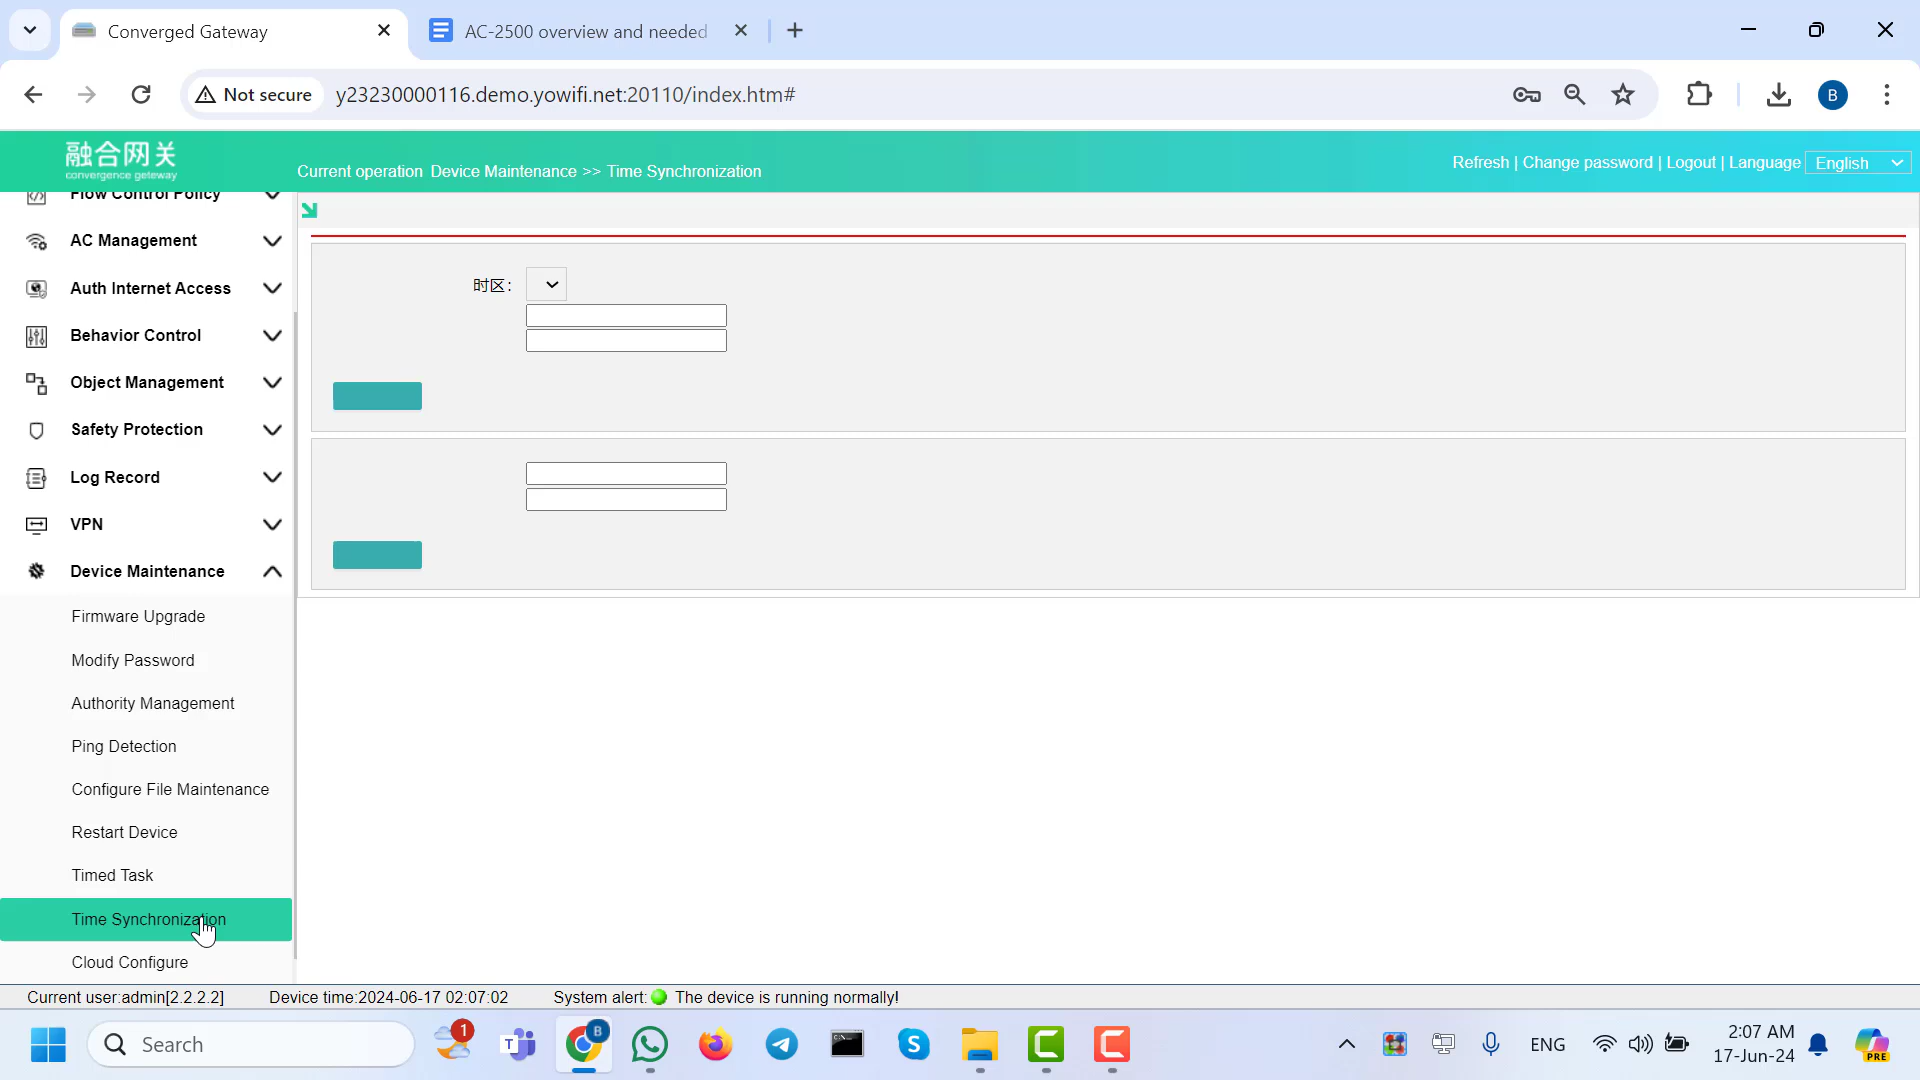 Converged Gateway
AC-2500 overview and needed
Not secure
y23230000116.demo.yowifi.net:20110/index.htm#
B
融合网关
convergence gateway
Current operation Device Maintenance >> Time Synchronization
Refresh | Change password | Logout | Language English
Flow Control Policy
AC Management
Auth Internet Access
Behavior Control
Object Management
Safety Protection
Log Record
VPN
Device Maintenance
Firmware Upgrade
Modify Password
Authority Management
Ping Detection
Configure File Maintenance
Restart Device
Timed Task
Time Synchronization
Cloud Configure
时区:
Current user:admin[2.2.2.2]
Device time:2024-06-17 02:07:02
System alert: The device is running normally!
Search
1
T
B
S
ENG
2:07 AM
17-Jun-24
PRE